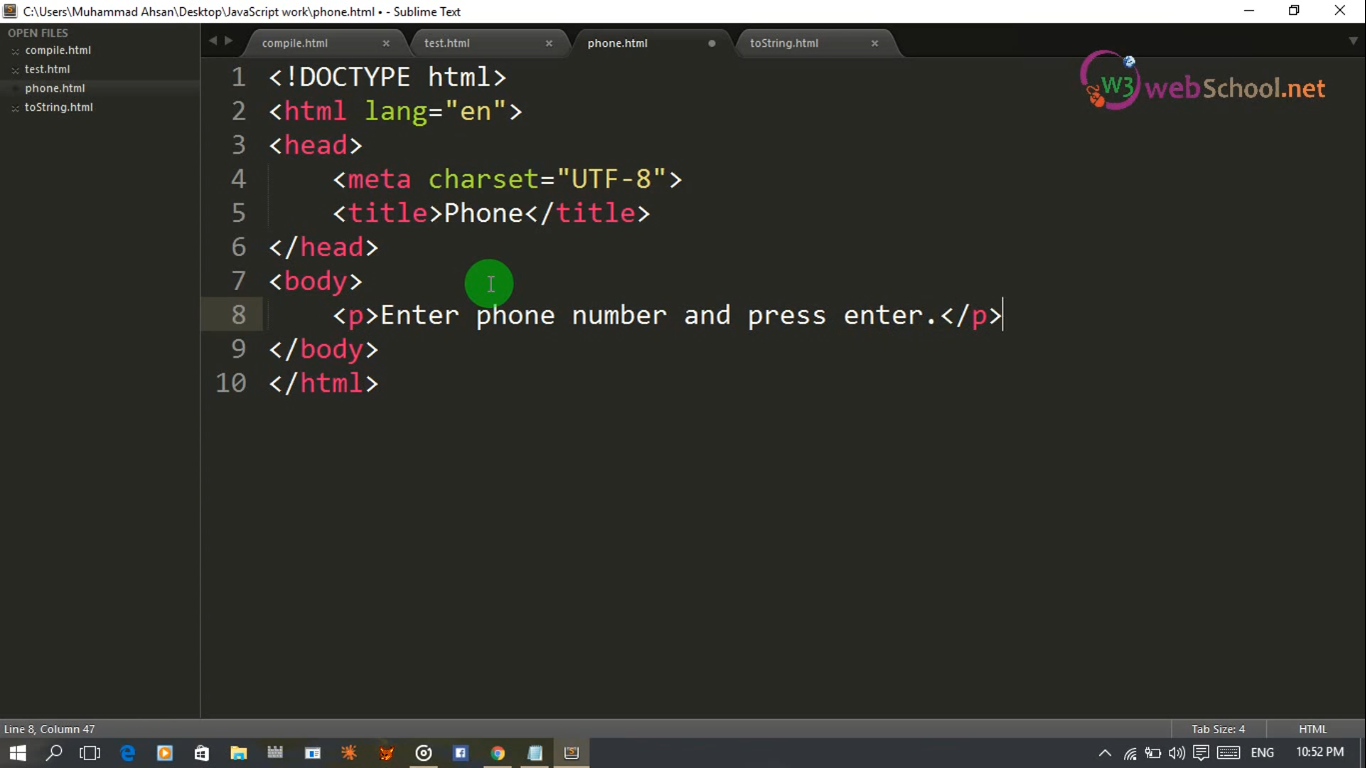 C:\Users\Muhammad Ahsan\Desktop\JavaScript work\phone.html • - Sublime Text
OPEN FILES
compile.html
test.html
phone.html
toString.html
compile.html × test.html × phone.html toString.html ×
W3 webSchool.net
1 <!DOCTYPE html>
2 <html lang="en">
3 <head>
4     <meta charset="UTF-8">
5     <title>Phone</title>
6 </head>
7 <body>
8     <p>Enter phone number and press enter.</p>
9 </body>
10 </html>
Line 8, Column 47 Tab Size: 4 HTML
ENG 10:52 PM